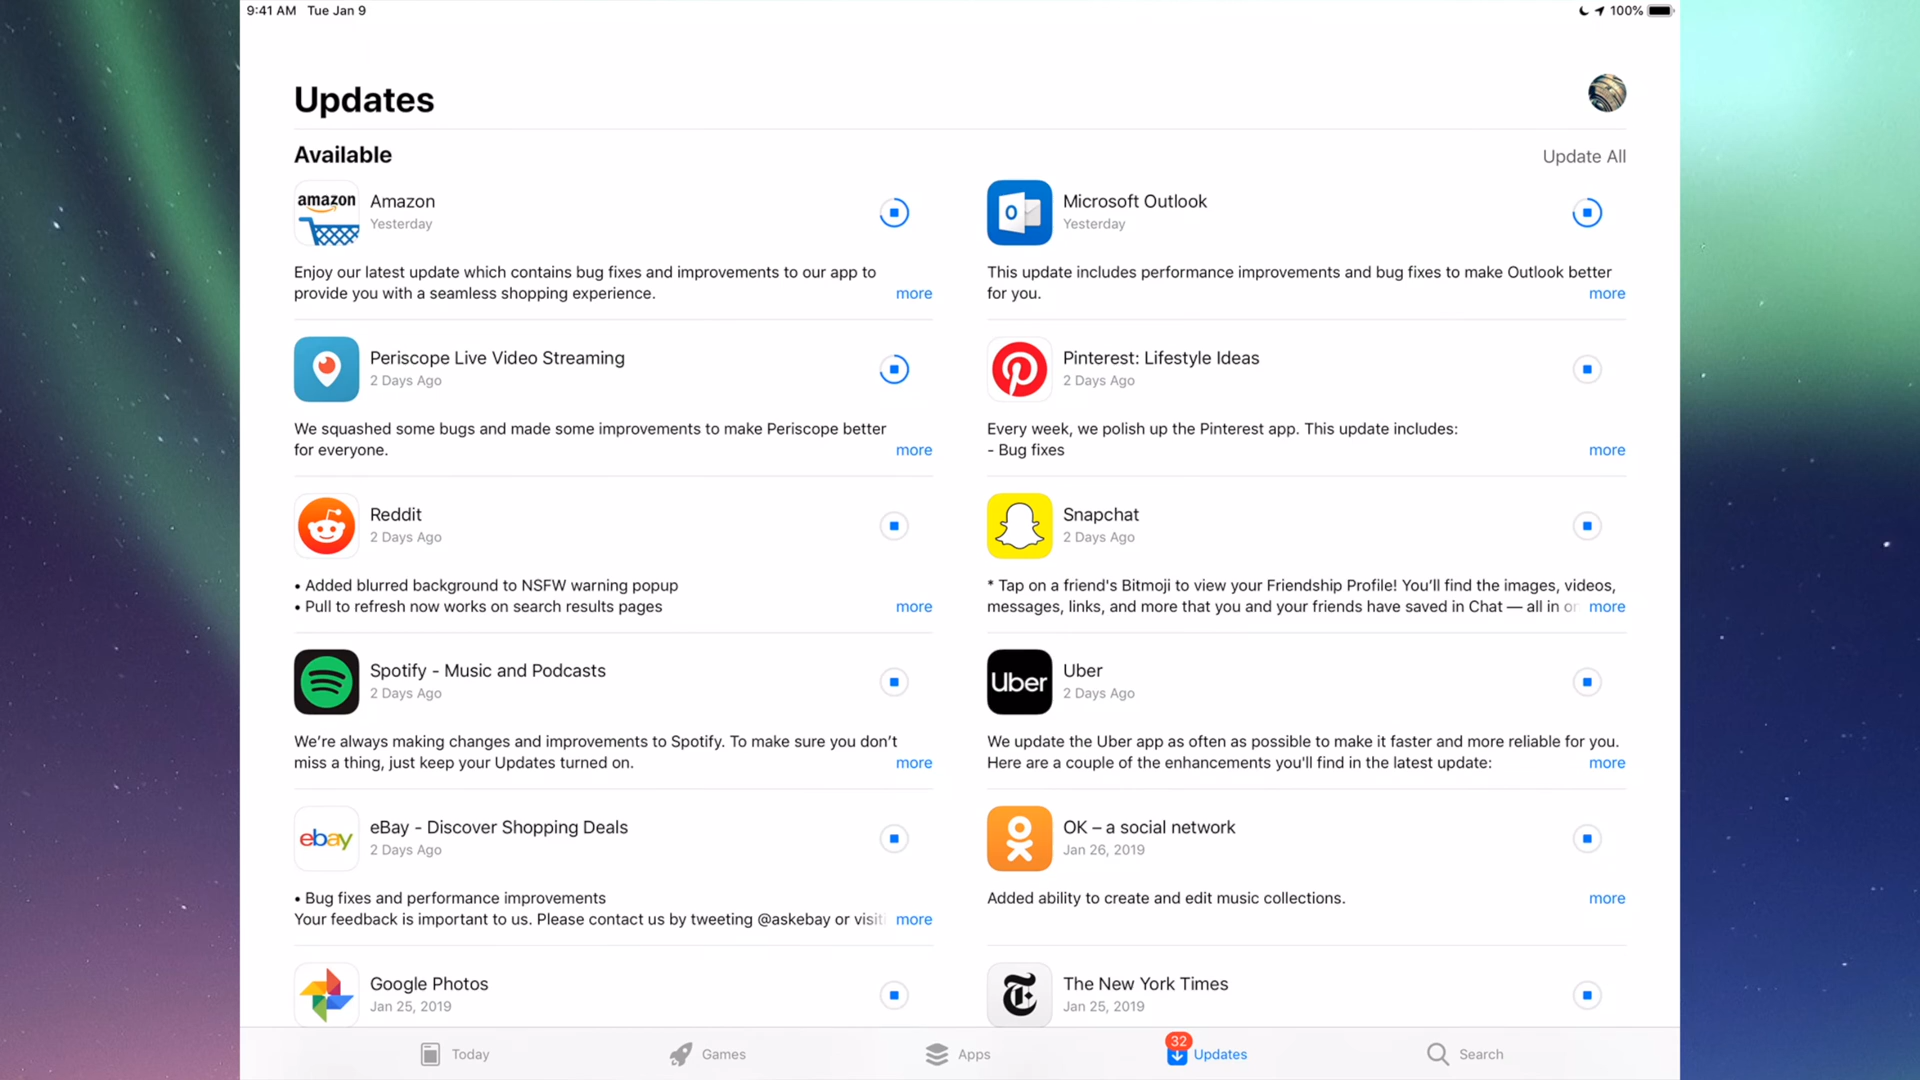 9:41 AM Tue Jan 9
100%
Updates
Available
Update All
amazon
Amazon
Yesterday
Enjoy our latest update which contains bug fixes and improvements to our app to
provide you with a seamless shopping experience.
more
Microsoft Outlook
Yesterday
This update includes performance improvements and bug fixes to make Outlook better
for you.
more
Periscope Live Video Streaming
2 Days Ago
We squashed some bugs and made some improvements to make Periscope better
for everyone.
more
Pinterest: Lifestyle Ideas
2 Days Ago
Every week, we polish up the Pinterest app. This update includes:
- Bug fixes
more
Reddit
2 Days Ago
• Added blurred background to NSFW warning popup
• Pull to refresh now works on search results pages
more
Snapchat
2 Days Ago
* Tap on a friend's Bitmoji to view your Friendship Profile! You’ll find the images, videos,
messages, links, and more that you and your friends have saved in Chat — all in or
more
Spotify - Music and Podcasts
2 Days Ago
We’re always making changes and improvements to Spotify. To make sure you don’t
miss a thing, just keep your Updates turned on.
more
Uber
Uber
2 Days Ago
We update the Uber app as often as possible to make it faster and more reliable for you.
Here are a couple of the enhancements you'll find in the latest update:
more
ebay
eBay - Discover Shopping Deals
2 Days Ago
• Bug fixes and performance improvements
Your feedback is important to us. Please contact us by tweeting @askebay or visiti
more
OK – a social network
Jan 26, 2019
Added ability to create and edit music collections.
more
Google Photos
Jan 25, 2019
The New York Times
Jan 25, 2019
Today
Games
Apps
32
Updates
Search